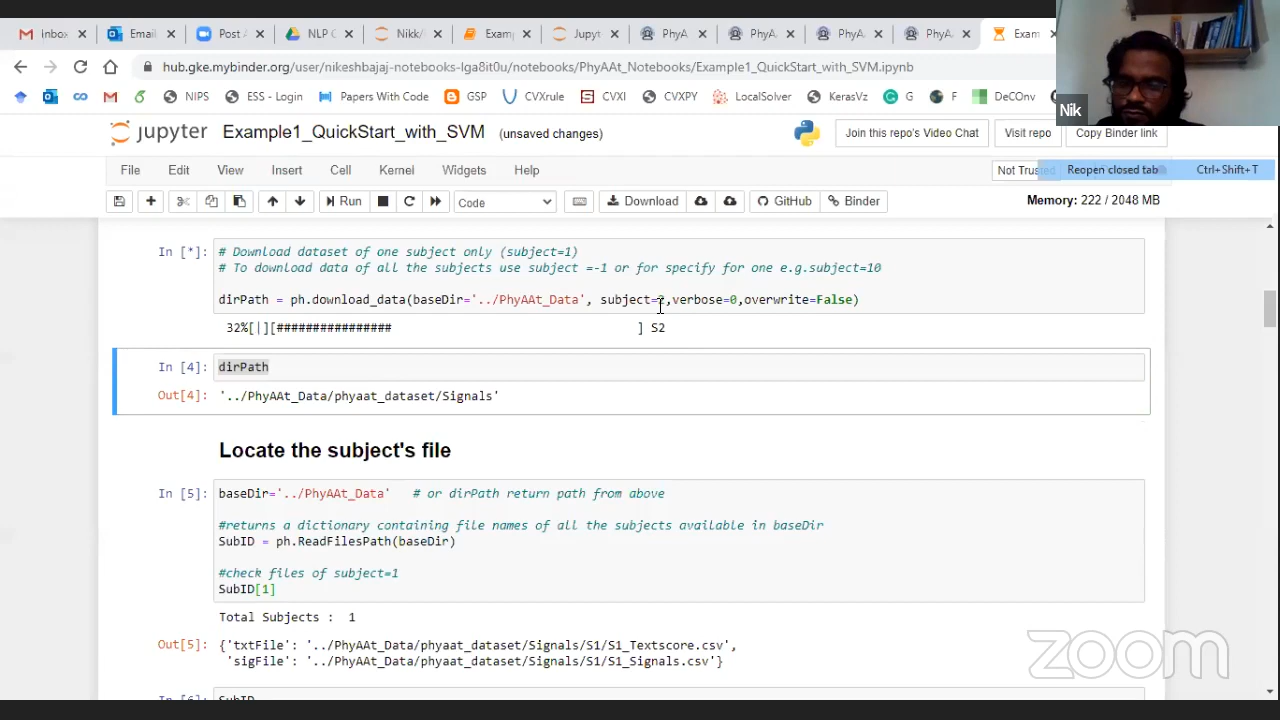 Inbox
Email
Post A
NLP C
Nikk/
Examp
Jupyt
PhyA
PhyA
PhyA
PhyA
Exam
hub.gke.mybinder.org/user/nikeshbajaj-notebooks-lga8it0u/notebooks/PhyAAt_Notebooks/Example1_QuickStart_with_SVM.ipynb
NIPS
ESS - Login
Papers With Code
GSP
CVXrule
CVXI
CVXPY
LocalSolver
KerasVz
G
F
DeCOnv
Nik
jupyter
Example1_QuickStart_with_SVM
(unsaved changes)
Join this repo's Video Chat
Visit repo
Copy Binder link
File
Edit
View
Insert
Cell
Kernel
Widgets
Help
Not Trusted
Reopen closed tab
Ctrl+Shift+T
Run
Code
Download
GitHub
Binder
Memory: 222 / 2048 MB
In [*]: # Download dataset of one subject only (subject=1)
# To download data of all the subjects use subject =-1 or for specify for one e.g.subject=10
dirPath = ph.download_data(baseDir='../PhyAAt_Data', subject=2,verbose=0,overwrite=False)
32%[|][################ ] S2
In [4]: dirPath
Out[4]: '../PhyAAt_Data/phyaat_dataset/Signals'
Locate the subject's file
In [5]: baseDir='../PhyAAt_Data' # or dirPath return path from above
#returns a dictionary containing file names of all the subjects available in baseDir
SubID = ph.ReadFilesPath(baseDir)
#check files of subject=1
SubID[1]
Total Subjects : 1
Out[5]: {'txtFile': '../PhyAAt_Data/phyaat_dataset/Signals/S1/S1_Textscore.csv',
'sigFile': '../PhyAAt_Data/phyaat_dataset/Signals/S1/S1_Signals.csv'}
In [6]: SubID
zoom